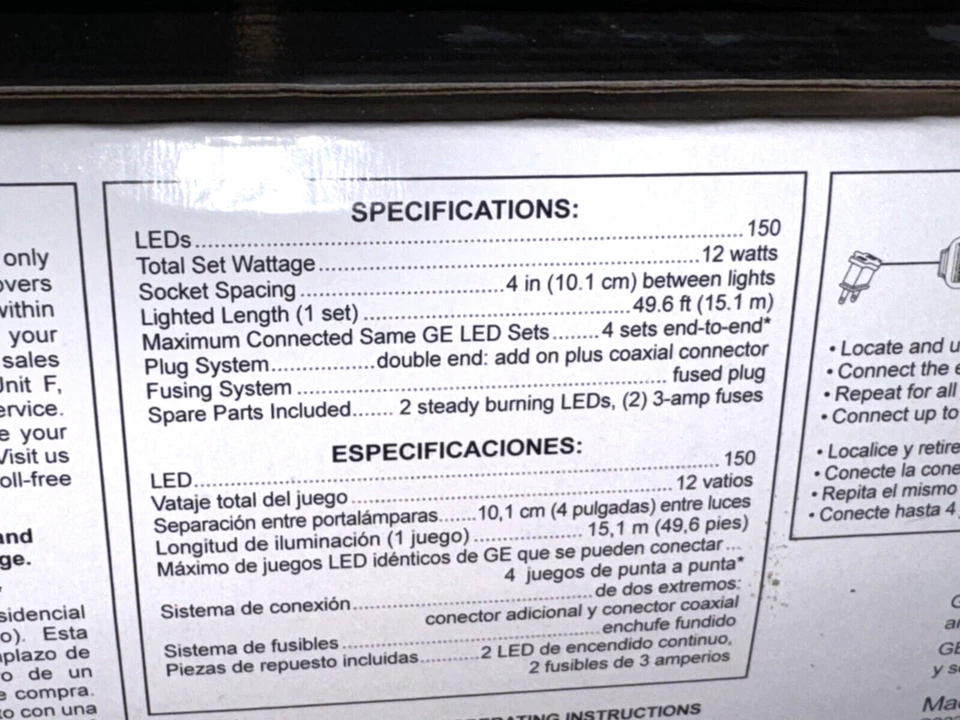 only
overs
within
your
sales
Unit F,
ervice.
e your
Visit us
oll-free
and
ge.
sidencial
o). Esta
mplazo de
o de un
e compra.
to con una
SPECIFICATIONS:
LEDs ... 150
Total Set Wattage ... 12 watts
Socket Spacing ... 4 in (10.1 cm) between lights
Lighted Length (1 set) ... 49.6 ft (15.1 m)
Maximum Connected Same GE LED Sets ... 4 sets end-to-end*
Plug System ... double end: add on plus coaxial connector
Fusing System ... fused plug
Spare Parts Included ... 2 steady burning LEDs, (2) 3-amp fuses
ESPECIFICACIONES:
LED ... 150
Vataje total del juego ... 12 vatios
Separación entre portalámparas ... 10,1 cm (4 pulgadas) entre luces
Longitud de iluminación (1 juego) ... 15,1 m (49,6 pies)
Máximo de juegos LED idénticos de GE que se pueden conectar ...
4 juegos de punta a punta*
Sistema de conexión ... de dos extremos:
conector adicional y conector coaxial
Sistema de fusibles ... enchufe fundido
Piezas de repuesto incluidas ... 2 LED de encendido continuo,
2 fusibles de 3 amperios
RATING INSTRUCTIONS
• Locate and u
• Connect the e
• Repeat for all
• Connect up to
• Localice y retire
• Conecte la cone
• Repita el mismo
• Conecte hasta 4
G
GE
y s
Mad